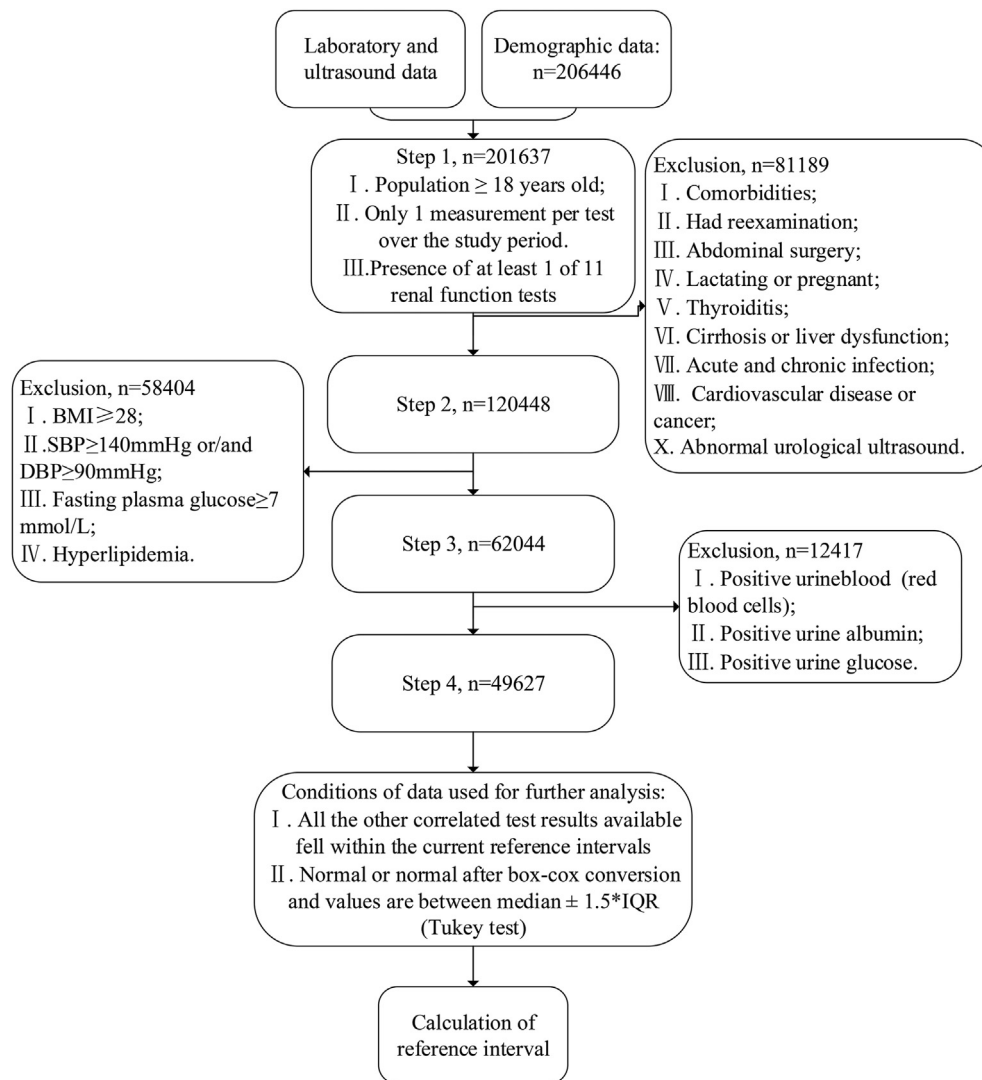 Laboratory and
ultrasound data
Demographic data:
n=206446
Step 1, n=201637
Ⅰ. Population ≥ 18 years old;
Ⅱ. Only 1 measurement per test
over the study period.
Ⅲ.Presence of at least 1 of 11
renal function tests
Exclusion, n=81189
Ⅰ. Comorbidities;
Ⅱ. Had reexamination;
Ⅲ. Abdominal surgery;
Ⅳ. Lactating or pregnant;
Ⅴ. Thyroiditis;
Ⅵ. Cirrhosis or liver dysfunction;
Ⅶ. Acute and chronic infection;
Ⅷ. Cardiovascular disease or
cancer;
X. Abnormal urological ultrasound.
Step 2, n=120448
Exclusion, n=58404
Ⅰ. BMI≥28;
Ⅱ.SBP≥140mmHg or/and
DBP≥90mmHg;
Ⅲ. Fasting plasma glucose≥7
mmol/L;
Ⅳ. Hyperlipidemia.
Step 3, n=62044
Exclusion, n=12417
Ⅰ. Positive urineblood (red
blood cells);
Ⅱ. Positive urine albumin;
Ⅲ. Positive urine glucose.
Step 4, n=49627
Conditions of data used for further analysis:
Ⅰ. All the other correlated test results available
fell within the current reference intervals
Ⅱ. Normal or normal after box-cox conversion
and values are between median ± 1.5*IQR
(Tukey test)
Calculation of
reference interval